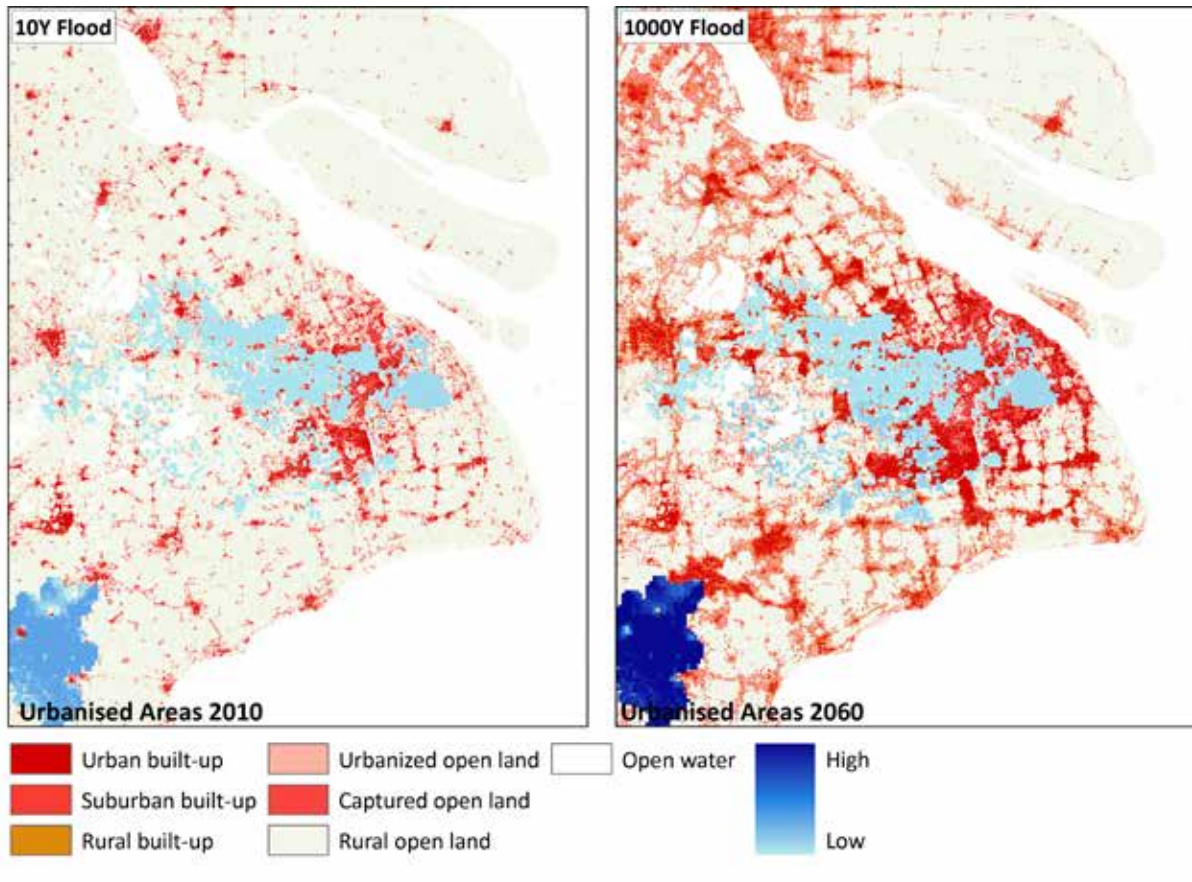 10Y Flood
1000Y Flood
Urbanised Areas 2010
Urbanised Areas 2060
Urban built-up
Urbanized open land
Open water
High
Suburban built-up
Captured open land
Rural built-up
Rural open land
Low